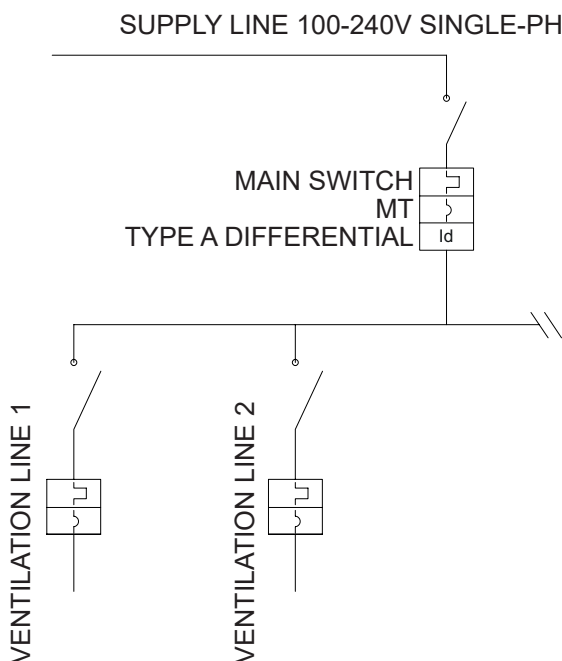 SUPPLY LINE 100-240V SINGLE-PH
MAIN SWITCH
MT
TYPE A DIFFERENTIAL
Id
VENTILATION LINE 1
VENTILATION LINE 2